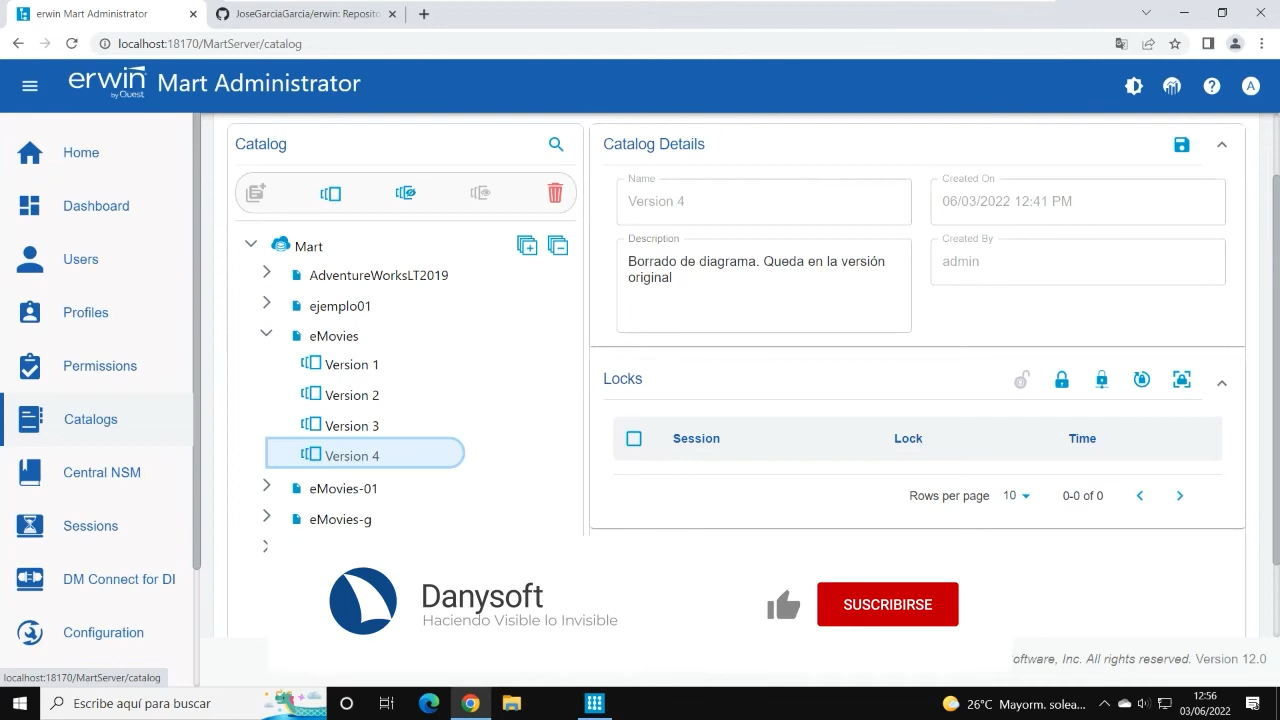 erwin Mart Administrator
JoseGarciaGarcia/erwin: Reposito
localhost:18170/MartServer/catalog
erwin
by Quest
Mart Administrator
A
Home
Dashboard
Users
Profiles
Permissions
Catalogs
Central NSM
Sessions
DM Connect for DI
Configuration
localhost:18170/MartServer/catalog
Catalog
Mart
AdventureWorksLT2019
ejemplo01
eMovies
Version 1
Version 2
Version 3
Version 4
eMovies-01
eMovies-g
Catalog Details
Name
Version 4
Created On
06/03/2022 12:41 PM
Description
Borrado de diagrama. Queda en la versión
original
Created By
admin
Locks
Session Lock Time
Rows per page 10 0-0 of 0
Danysoft
Haciendo Visible lo Invisible
SUSCRIBIRSE
oftware, Inc. All rights reserved. Version 12.0
Escribe aquí para buscar
26°C Mayorm. solea...
12:56
03/06/2022